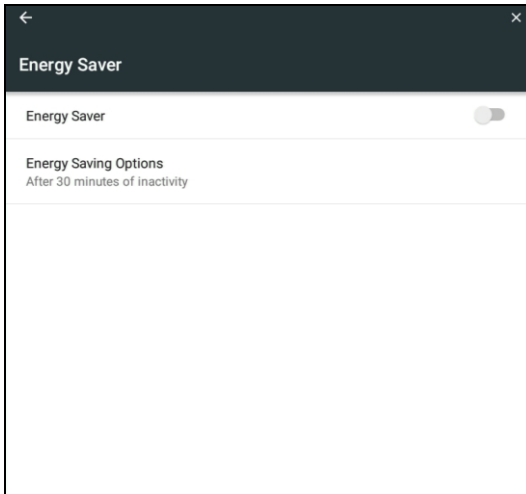 Energy Saver
Energy Saver
Energy Saving Options
After 30 minutes of inactivity